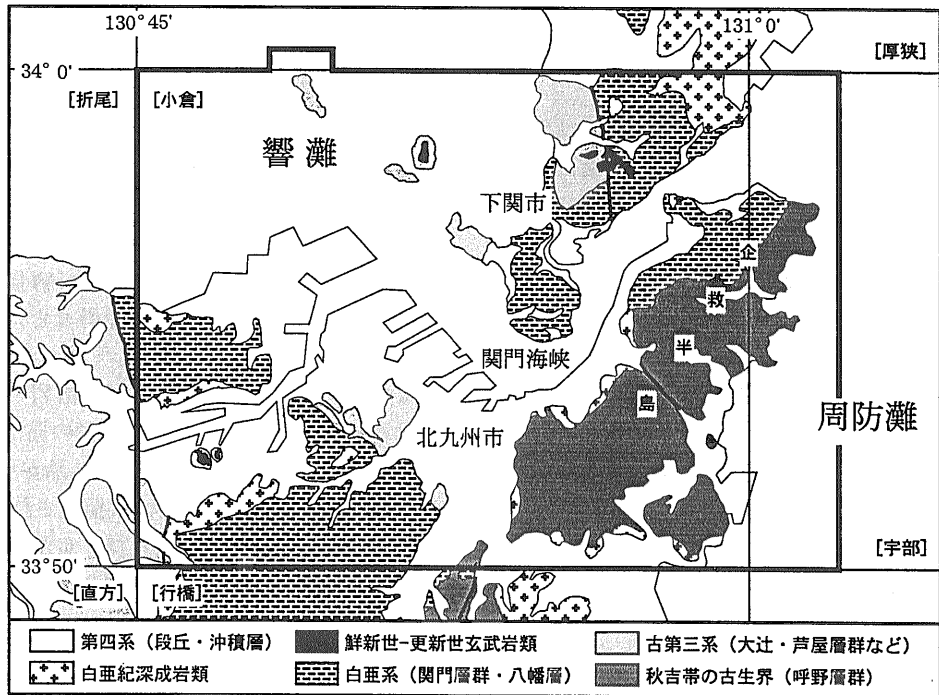 130°45′ 131°0′
[厚狭]
34°0′
[折尾] [小倉]
響灘
下関市
企
救
半
島
関門海峡
北九州市
周防灘
33°50′
[宇部]
[直方] [行橋]
第四系（段丘・沖積層） 鮮新世−更新世玄武岩類 古第三系（大辻・芦屋層群など）
白亜紀深成岩類 白亜系（関門層群・八幡層） 秋吉帯の古生界（呼野層群）